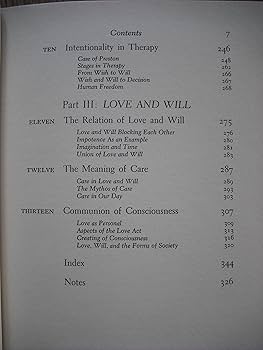 Contents 7
TEN Intentionality in Therapy 246
Case of Preston 248
Stages in Therapy 262
From Wish to Will 266
Wish and Will to Decision 267
Human Freedom 268
Part III: LOVE AND WILL
ELEVEN The Relation of Love and Will 275
Love and Will Blocking Each Other 276
Impotence As an Example 280
Imagination and Time 281
Union of Love and Will 283
TWELVE The Meaning of Care 287
Care in Love and Will 289
The Mythos of Care 293
Care in Our Day 303
THIRTEEN Communion of Consciousness 307
Love as Personal 309
Aspects of the Love Act 313
Creating of Consciousness 316
Love, Will, and the Forms of Society 320
Index 344
Notes 326